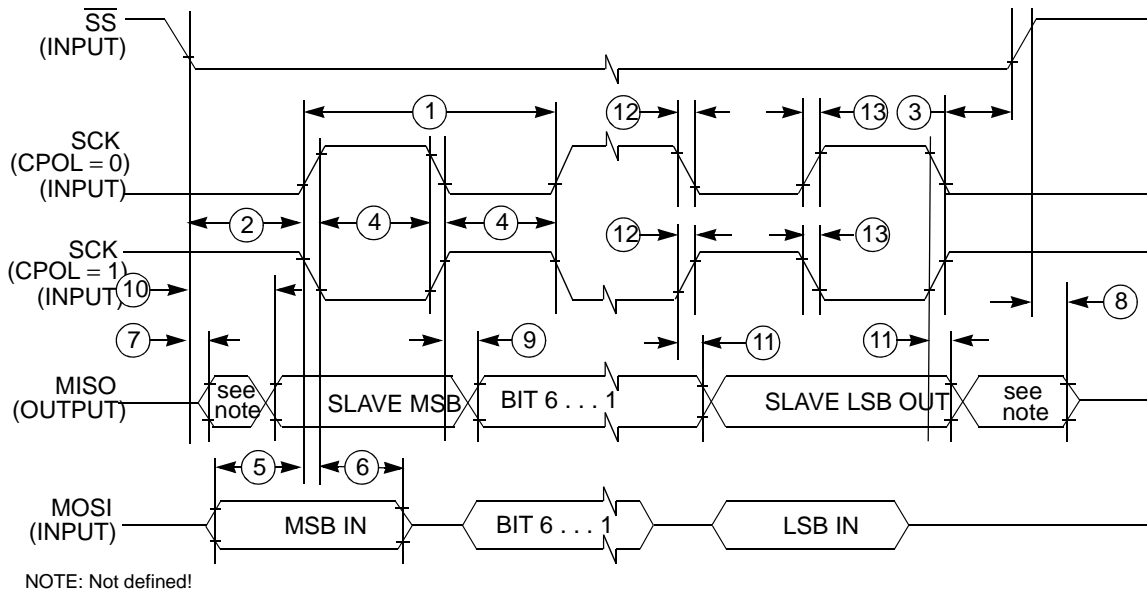 SS
(INPUT)
1
12
13
3
SCK
(CPOL = 0)
(INPUT)
2
4
4
12
13
SCK
(CPOL = 1)
(INPUT)
10
8
7
9
11
11
MISO
(OUTPUT)
see
note
SLAVE MSB
BIT 6 . . . 1
SLAVE LSB OUT
see
note
5
6
MOSI
(INPUT)
MSB IN
BIT 6 . . . 1
LSB IN
NOTE: Not defined!